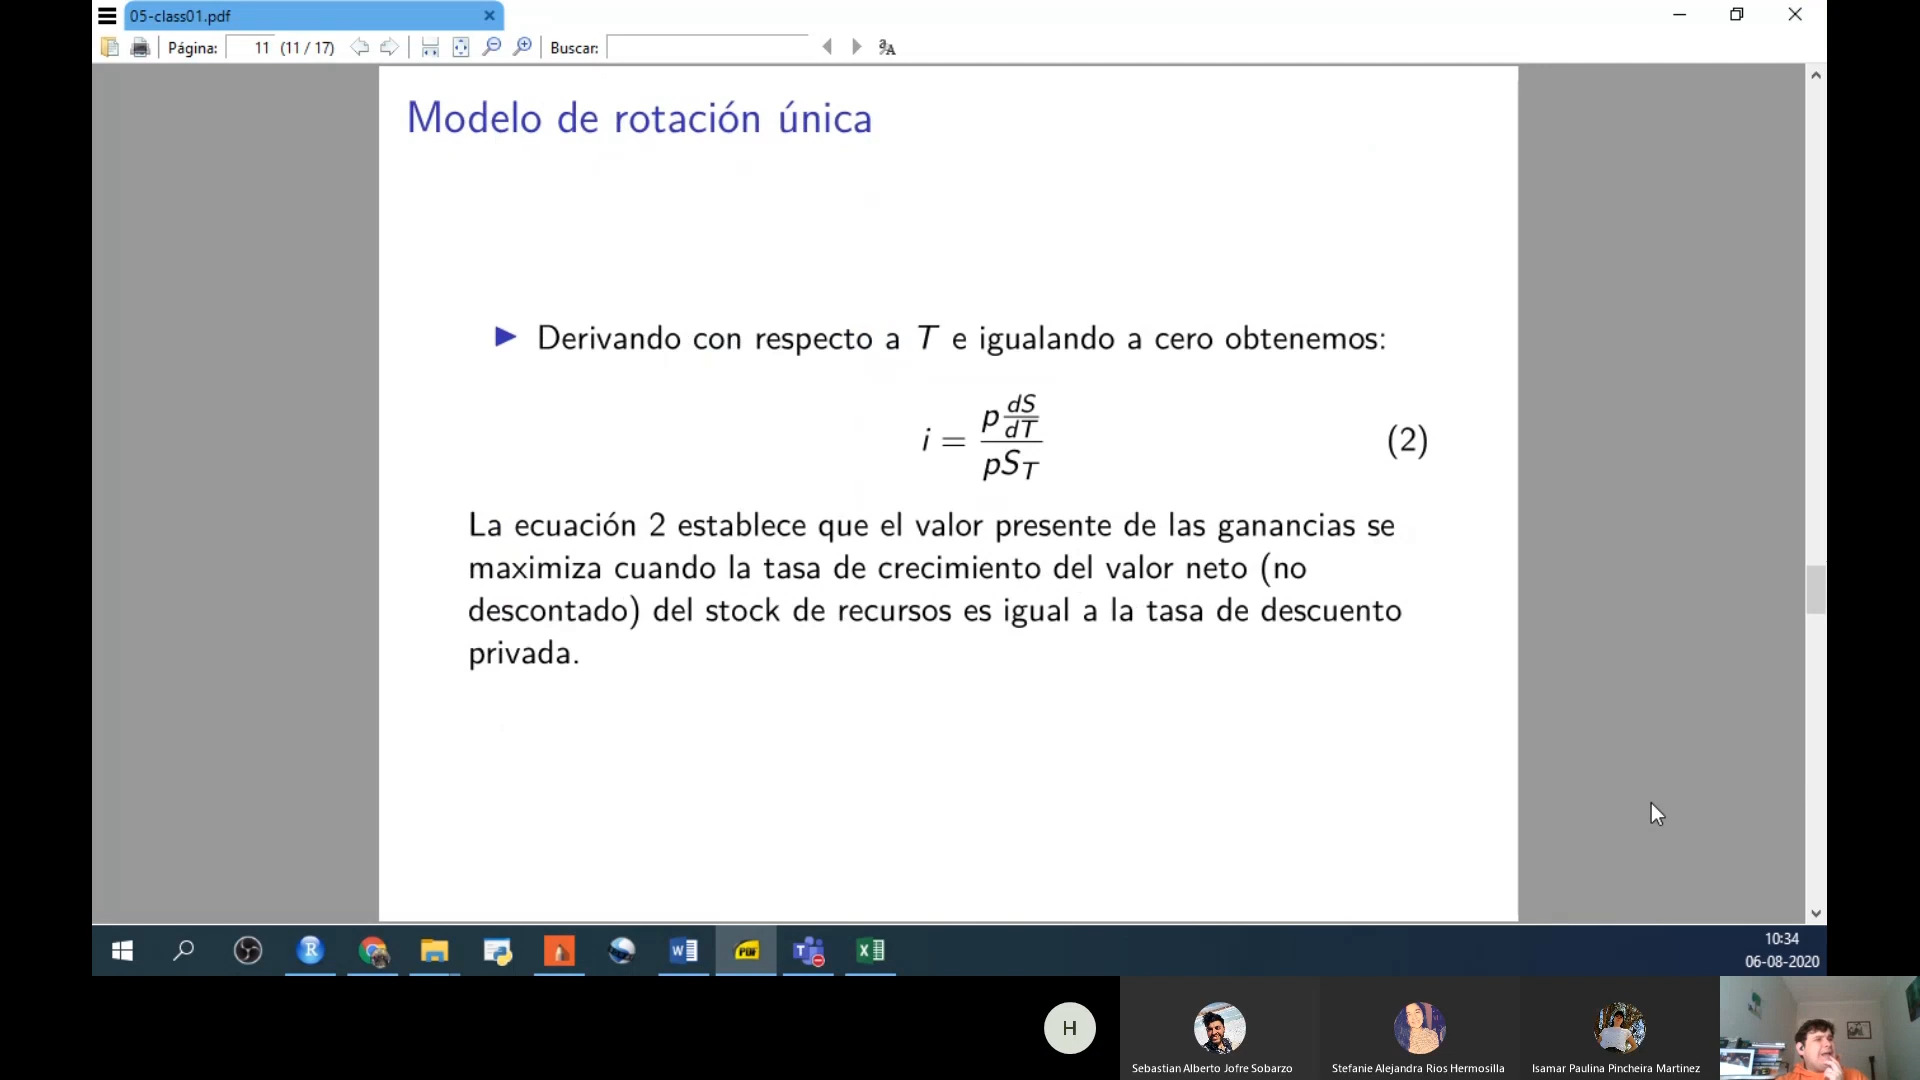 05-class01.pdf
Página: 11 (11 / 17) Buscar:
Modelo de rotación única
▶ Derivando con respecto a T e igualando a cero obtenemos:
i = \frac{p\frac{dS}{dT}}{pS_T} (2)
La ecuación 2 establece que el valor presente de las ganancias se
maximiza cuando la tasa de crecimiento del valor neto (no
descontado) del stock de recursos es igual a la tasa de descuento
privada.
10:34
06-08-2020
H
Sebastian Alberto Jofre Sobarzo
Stefanie Alejandra Rios Hermosilla
Isamar Paulina Pincheira Martinez